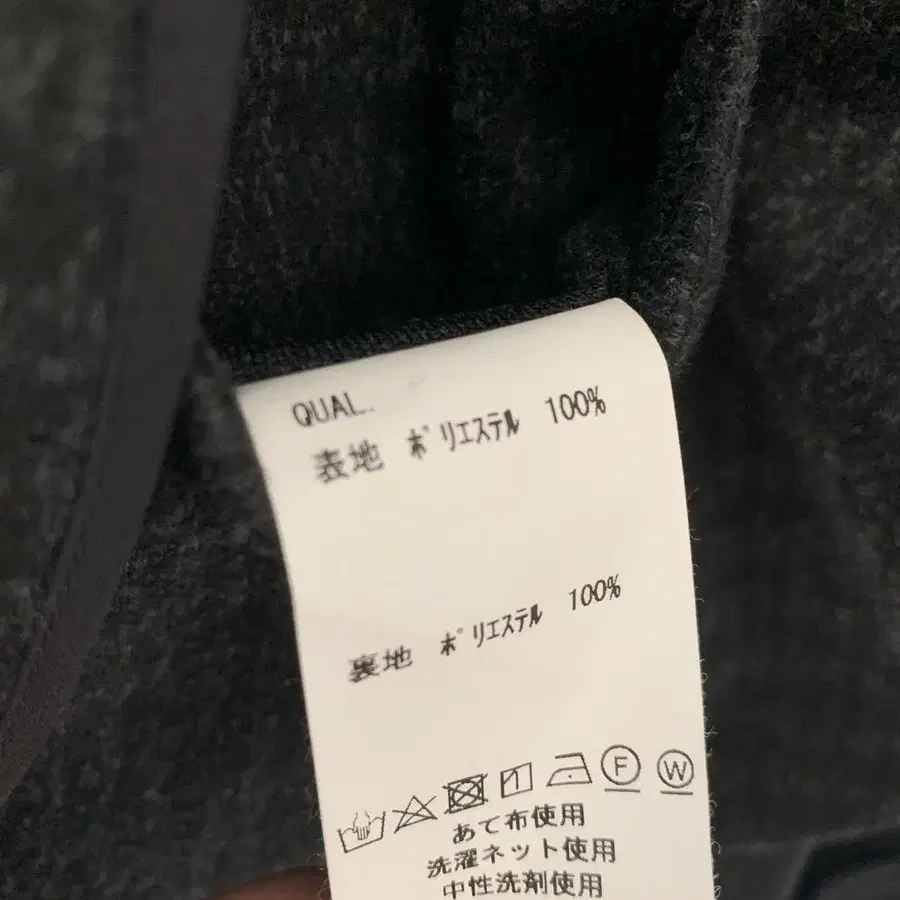 QUAL.
表地 ポリエステル 100%
裏地 ポリエステル 100%
F W
あて布使用
洗濯ネット使用
中性洗剤使用